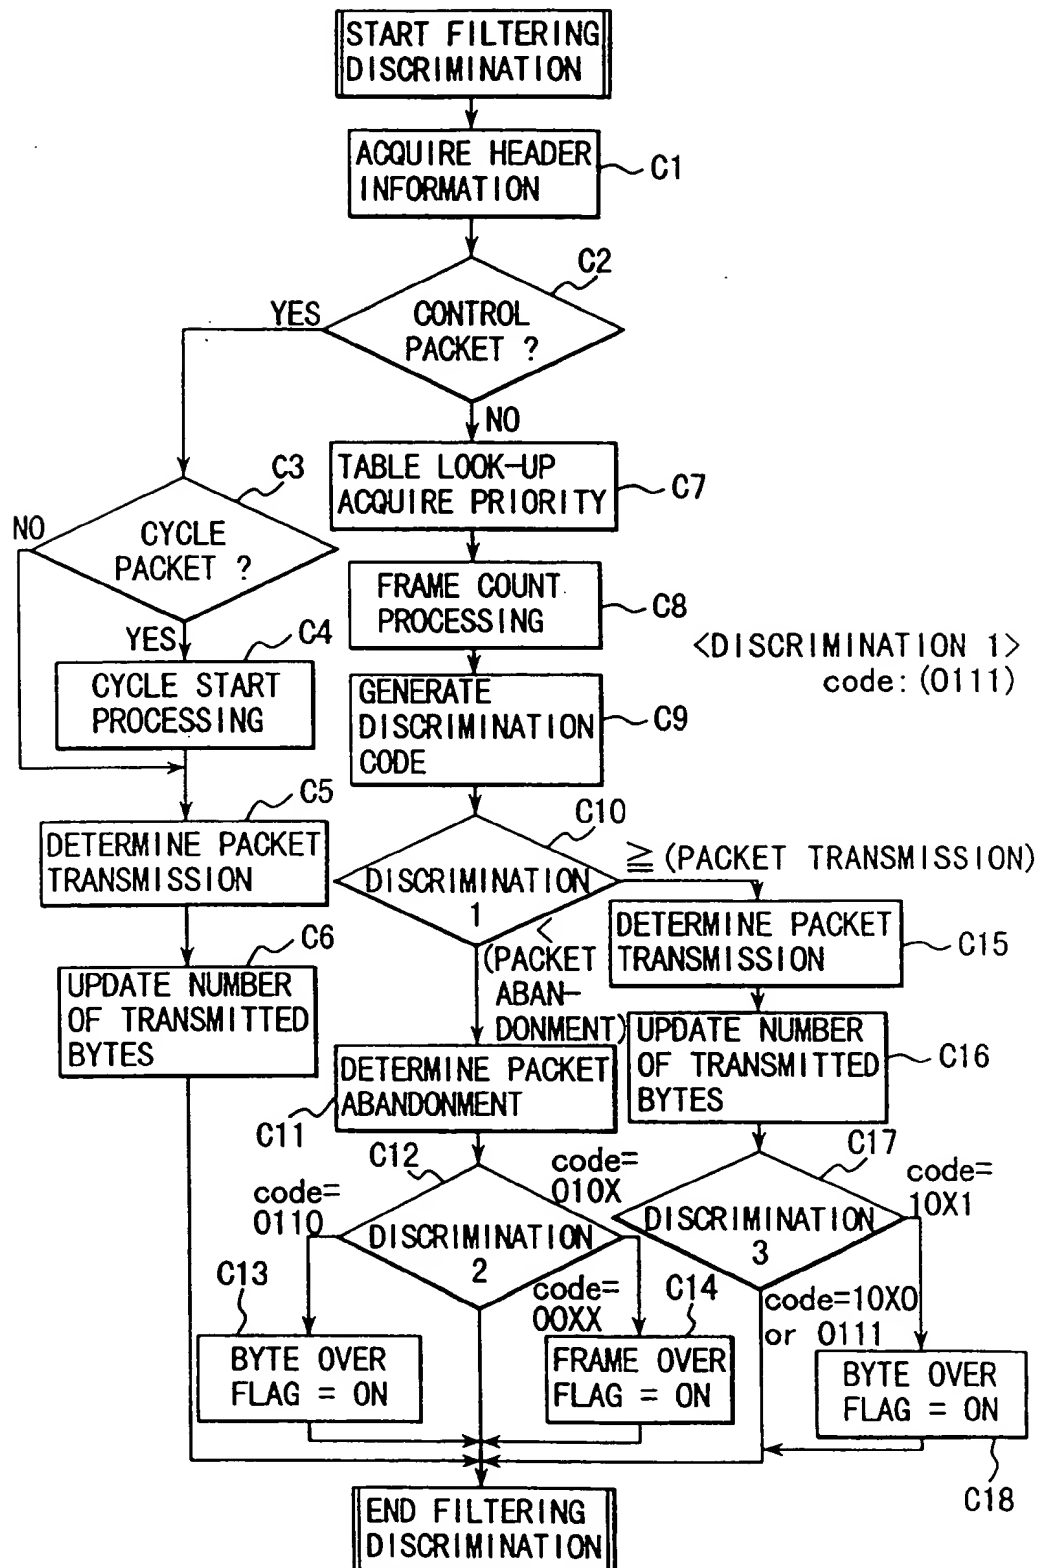 START FILTERING
DISCRIMINATION
ACQUIRE HEADER
INFORMATION
C1
C2
CONTROL
PACKET ?
YES
NO
C3
CYCLE
PACKET ?
NO
YES
C4
CYCLE START
PROCESSING
C5
DETERMINE PACKET
TRANSMISSION
C6
UPDATE NUMBER
OF TRANSMITTED
BYTES
TABLE LOOK-UP
ACQUIRE PRIORITY
C7
FRAME COUNT
PROCESSING
C8
<DISCRIMINATION 1>
code:(0111)
GENERATE
DISCRIMINATION
CODE
C9
C10
DISCRIMINATION
1
≧(PACKET TRANSMISSION)
<
(PACKET
ABAN-
DONMENT)
DETERMINE PACKET
TRANSMISSION
C15
UPDATE NUMBER
OF TRANSMITTED
BYTES
C16
DETERMINE PACKET
ABANDONMENT
C11
C12
code=
0110
code=
010X
DISCRIMINATION
2
code=
00XX
C17
code=
10X1
DISCRIMINATION
3
code=10X0
or 0111
C13
BYTE OVER
FLAG = ON
C14
FRAME OVER
FLAG = ON
BYTE OVER
FLAG = ON
C18
END FILTERING
DISCRIMINATION